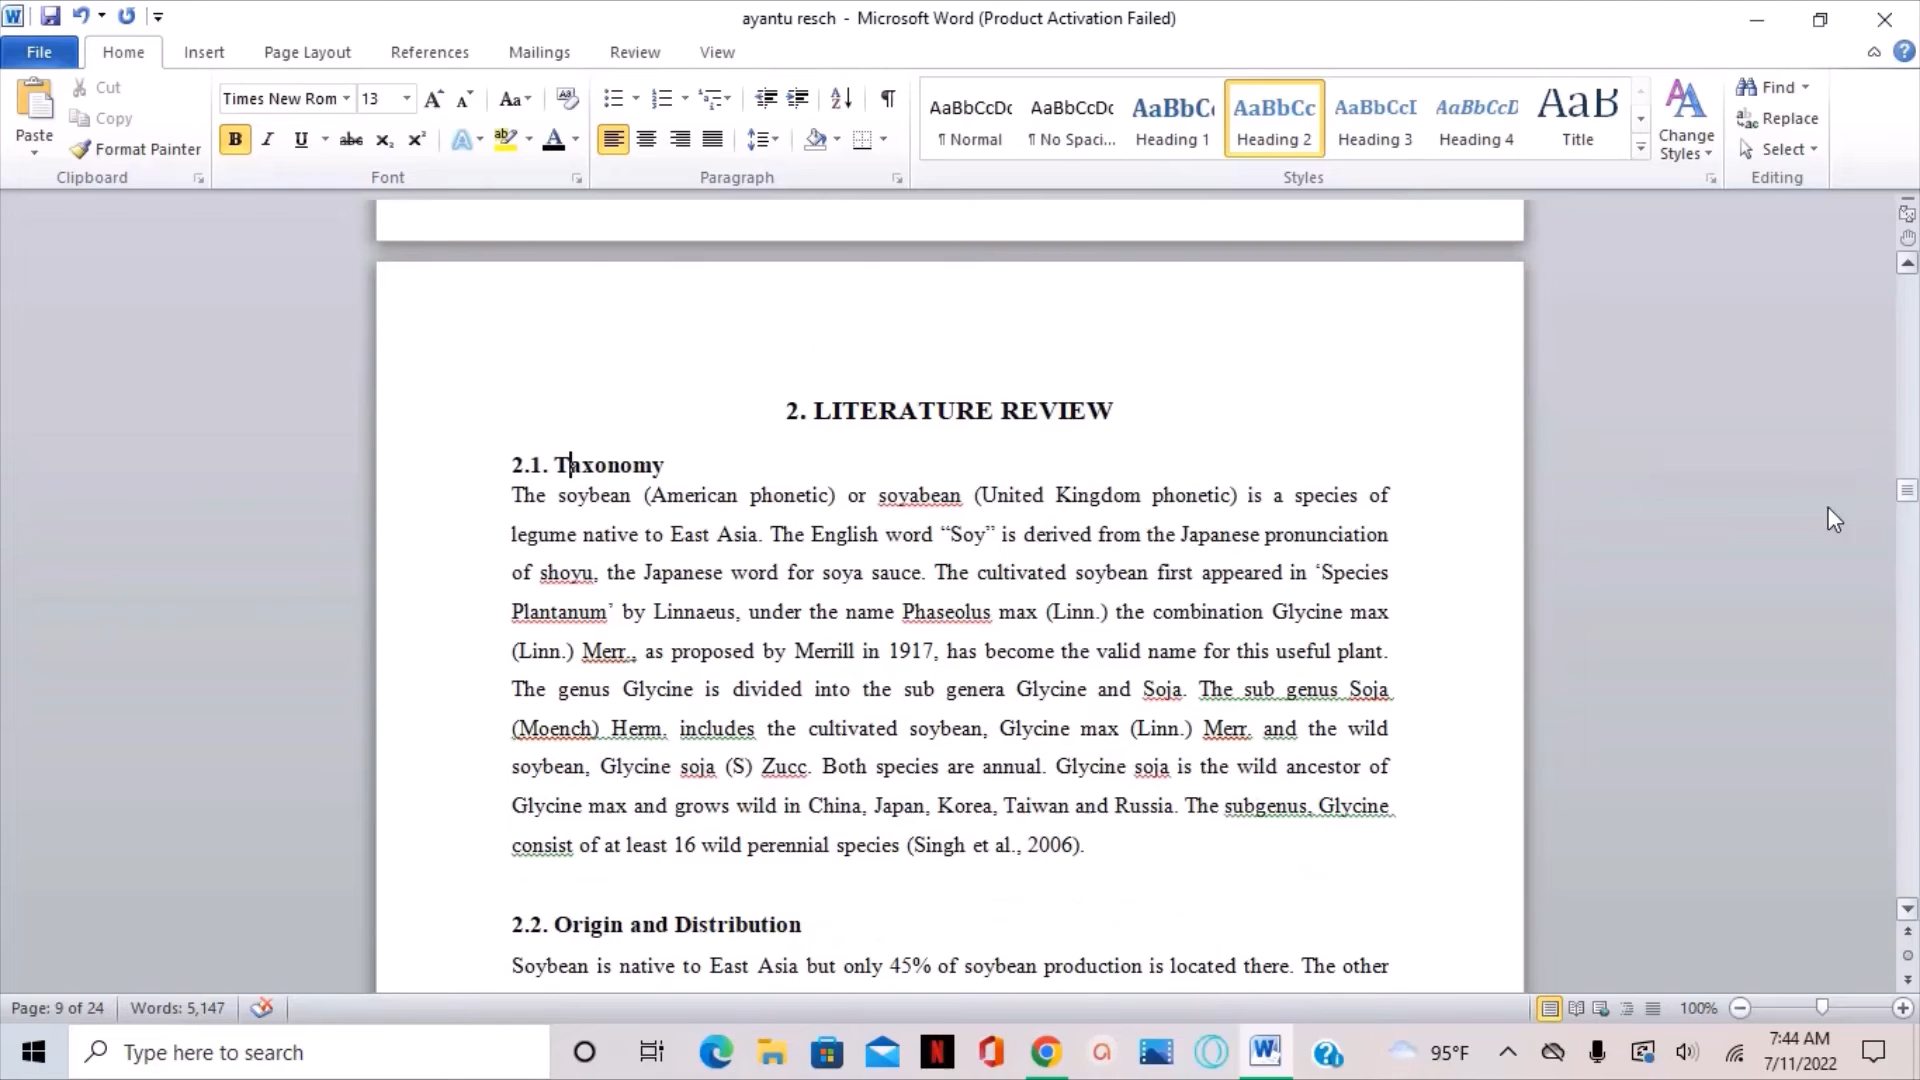 ayantu resch - Microsoft Word (Product Activation Failed)
File Home Insert Page Layout References Mailings Review View
Paste
Cut
Copy
Format Painter
Clipboard
Times New Rom 13
Aa
B I U abc x₂ x² A ab A
Font
Paragraph
AaBbCcDc AaBbCcDc AaBbC AaBbCc AaBbCcI AaBbCcD AaB
¶ Normal ¶ No Spaci... Heading 1 Heading 2 Heading 3 Heading 4 Title
Styles
Change
Styles
Find
Replace
Select
Editing
2. LITERATURE REVIEW
2.1. Taxonomy
The soybean (American phonetic) or soyabean (United Kingdom phonetic) is a species of
legume native to East Asia. The English word “Soy” is derived from the Japanese pronunciation
of shoyu, the Japanese word for soya sauce. The cultivated soybean first appeared in ‘Species
Plantanum’ by Linnaeus, under the name Phaseolus max (Linn.) the combination Glycine max
(Linn.) Merr., as proposed by Merrill in 1917, has become the valid name for this useful plant.
The genus Glycine is divided into the sub genera Glycine and Soja. The sub genus Soja
(Moench) Herm. includes the cultivated soybean, Glycine max (Linn.) Merr. and the wild
soybean, Glycine soja (S) Zucc. Both species are annual. Glycine soja is the wild ancestor of
Glycine max and grows wild in China, Japan, Korea, Taiwan and Russia. The subgenus, Glycine
consist of at least 16 wild perennial species (Singh et al., 2006).
2.2. Origin and Distribution
Soybean is native to East Asia but only 45% of soybean production is located there. The other
Page: 9 of 24 Words: 5,147 100%
Type here to search
95°F
7:44 AM
7/11/2022